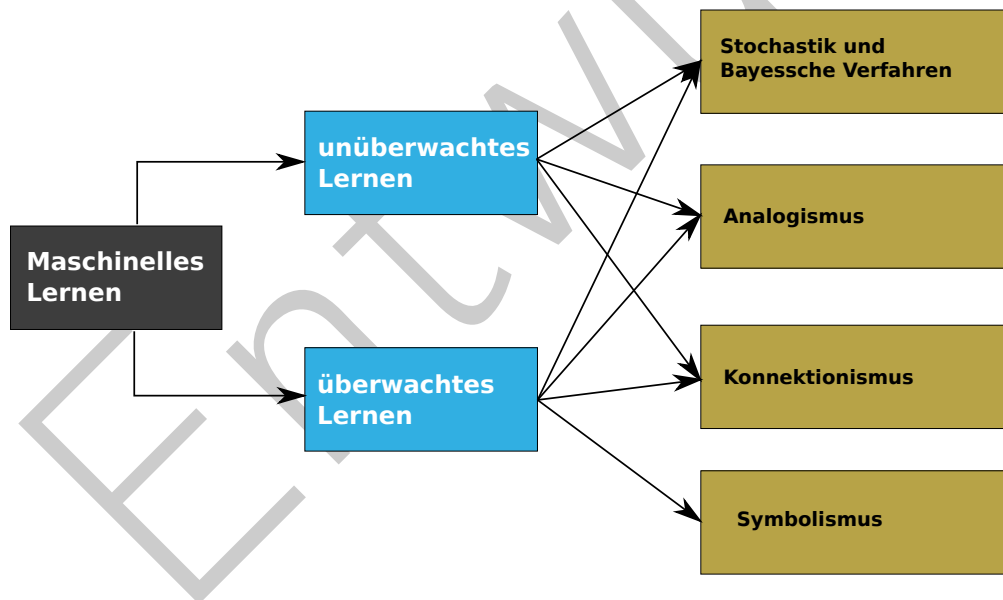 Stochastik und
Bayessche Verfahren
unüberwachtes
Lernen
Analogismus
Maschinelles
Lernen
überwachtes
Lernen
Konnektionismus
Symbolismus
Entw